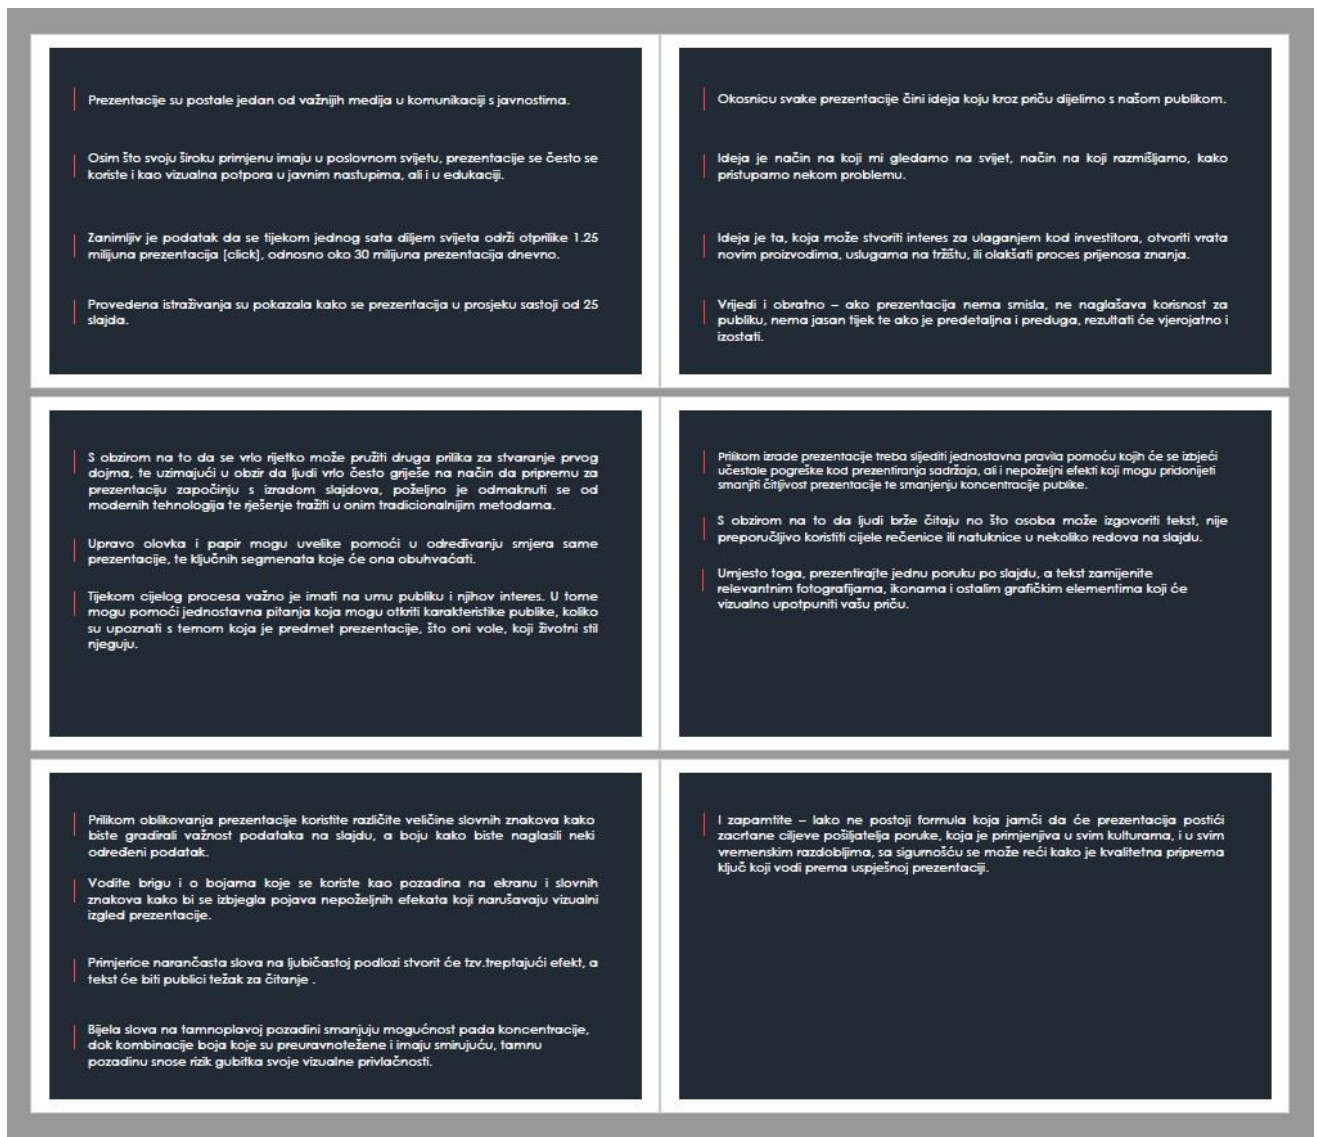 Prezentacije su postale jedan od važnijih medija u komunikaciji s javnostima.
Osim što svoju široku primjenu imaju u poslovnom svijetu, prezentacije se često se
koriste i kao vizualna potpora u javnim nastupima, ali i u edukaciji.
Zanimljiv je podatak da se tijekom jednog sata diljem svijeta održi otprilike 1.25
milijuna prezentacija [click], odnosno oko 30 milijuna prezentacija dnevno.
Provedena istraživanja su pokazala kako se prezentacija u prosjeku sastoji od 25
slajda.
Okosnicu svake prezentacije čini ideja koju kroz priču dijelimo s našom publikom.
Ideja je način na koji mi gledamo na svijet, način na koji razmišljamo, kako
pristupamo nekom problemu.
Ideja je ta, koja može stvoriti interes za ulaganjem kod investitora, otvoriti vrata
novim proizvodima, uslugama na tržištu, ili olakšati proces prijenosa znanja.
Vrijedi i obratno – ako prezentacija nema smisla, ne naglašava korisnost za
publiku, nema jasan tijek te ako je predetaljna i preduga, rezultati će vjerojatno i
izostati.
S obzirom na to da se vrlo rijetko može pružiti druga prilika za stvaranje prvog
dojma, te uzimajući u obzir da ljudi vrlo često griješe na način da pripremu za
prezentaciju započinju s izradom slajdova, poželjno je odmaknuti se od
modernih tehnologija te rješenje tražiti u onim tradicionalnijim metodama.
Upravo olovka i papir mogu uvelike pomoći u određivanju smjera same
prezentacije, te ključnih segmenata koje će ona obuhvaćati.
Tijekom cijelog procesa važno je imati na umu publiku i njihov interes. U tome
mogu pomoći jednostavna pitanja koja mogu otkriti karakteristike publike, koliko
su upoznati s temom koja je predmet prezentacije, što oni vole, koji životni stil
njeguju.
Prilikom izrade prezentacije treba slijediti jednostavna pravila pomoću kojih će se izbjeći
učestale pogreške kod prezentiranja sadržaja, ali i nepoželjni efekti koji mogu pridonijeti
smanjiti čitljivost prezentacije te smanjenju koncentracije publike.
S obzirom na to da ljudi brže čitaju no što osoba može izgovoriti tekst, nije
preporučljivo koristiti cijele rečenice ili natuknice u nekoliko redova na slajdu.
Umjesto toga, prezentirajte jednu poruku po slajdu, a tekst zamijenite
relevantnim fotografijama, ikonama i ostalim grafičkim elementima koji će
vizualno upotpuniti vašu priču.
Prilikom oblikovanja prezentacije koristite različite veličine slovnih znakova kako
biste gradirali važnost podataka na slajdu, a boju kako biste naglasili neki
određeni podatak.
Vodite brigu i o bojama koje se koriste kao pozadina na ekranu i slovnih
znakova kako bi se izbjegla pojava nepoželjnih efekata koji narušavaju vizualni
izgled prezentacije.
Primjerice narančasta slova na ljubičastoj podlozi stvorit će tzv.treptajući efekt, a
tekst će biti publici težak za čitanje .
Bijela slova na tamnoplavoj pozadini smanjuju mogućnost pada koncentracije,
dok kombinacije boja koje su preuravnotežene i imaju smirujuću, tamnu
pozadinu snose rizik gubitka svoje vizualne privlačnosti.
I zapamtite – Iako ne postoji formula koja jamči da će prezentacija postići
zacrtane ciljeve pošiljatelja poruke, koja je primjenjiva u svim kulturama, i u svim
vremenskim razdobljima, sa sigurnošću se može reći kako je kvalitetna priprema
ključ koji vodi prema uspješnoj prezentaciji.